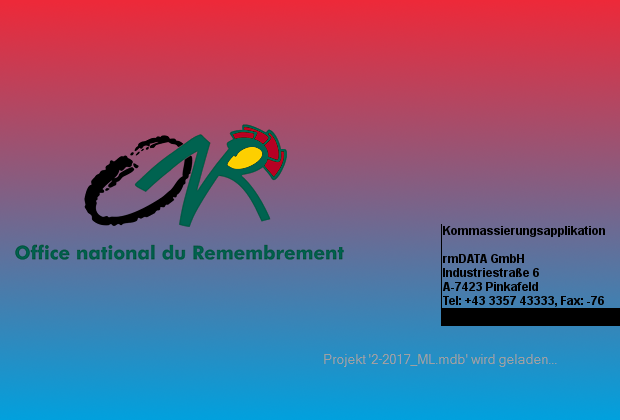 ONR
Office national du Remembrement
Kommassierungsapplikation
rmDATA GmbH
Industriestraße 6
A-7423 Pinkafeld
Tel: +43 3357 43333, Fax: -76
Projekt '2-2017_ML.mdb' wird geladen...